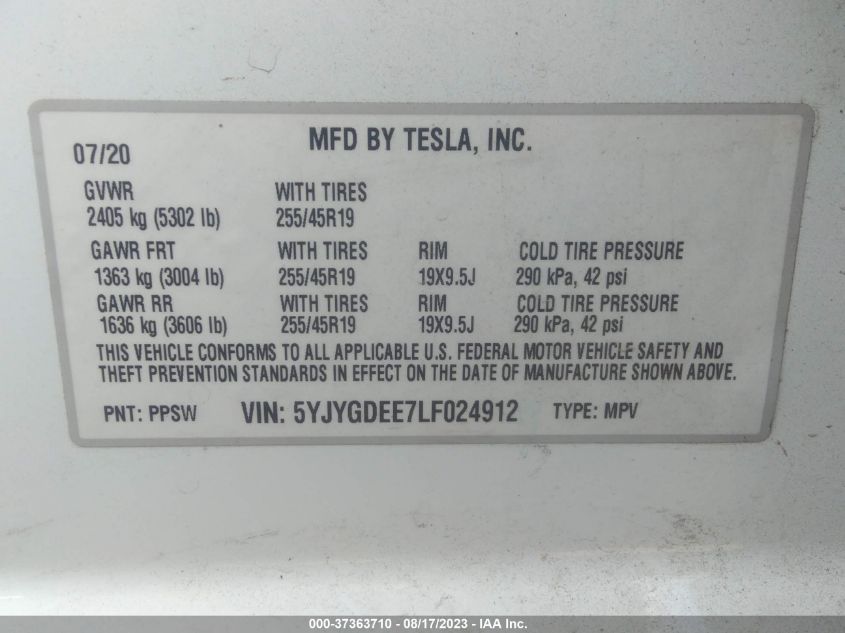 MFD BY TESLA, INC.
07/20
GVWR WITH TIRES
2405 kg (5302 lb) 255/45R19
GAWR FRT WITH TIRES RIM COLD TIRE PRESSURE
1363 kg (3004 lb) 255/45R19 19X9.5J 290 kPa, 42 psi
GAWR RR WITH TIRES RIM COLD TIRE PRESSURE
1636 kg (3606 lb) 255/45R19 19X9.5J 290 kPa, 42 psi
THIS VEHICLE CONFORMS TO ALL APPLICABLE U.S. FEDERAL MOTOR VEHICLE SAFETY AND
THEFT PREVENTION STANDARDS IN EFFECT ON THE DATE OF MANUFACTURE SHOWN ABOVE.
PNT: PPSW VIN: 5YJYGDEE7LF024912 TYPE: MPV
000-37363710 - 08/17/2023 - IAA Inc.